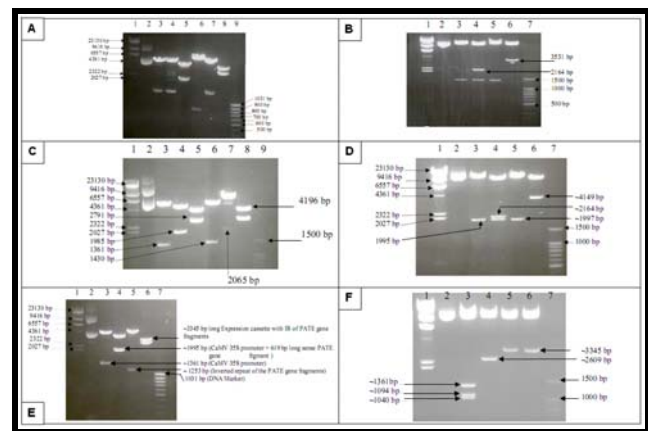 A
1 2 3 4 5 6 7 8 9
23130 bp
9416 bp
6557 bp
4361 bp
2322 bp
2027 bp
1031 bp
900 bp
500 bp
B
1 2 3 4 5 6 7
3531 bp
2164 bp
1500 bp
1000 bp
500 bp
C
1 2 3 4 5 6 7 8 9
23130 bp
9416 bp
6557 bp
4361 bp
2791 bp
2322 bp
2027 bp
1985 bp
1361 bp
1430 bp
4196 bp
1500 bp
2065 bp
D
1 2 3 4 5 6 7
23130 bp
9416 bp
6557 bp
4361 bp
2322 bp
2027 bp
1995 bp
~4149 bp
~2164 bp
~1997 bp
1500 bp
1000 bp
E
1 2 3 4 5 6 7
23130 bp
9416 bp
6557 bp
4361 bp
2322 bp
2027 bp
~3345 bp long Expression cassette with IR of PATE gene
fragments
~1995 bp (CaMV 35S promoter + 619 bp long sense PATE
gene fragment )
~1361 bp (CaMV 35S promoter)
~ 1253 bp (Inverted repeat of the PATE gene fragments)
1031 bp (DNA Marker)
F
1 2 3 4 5 6 7
~1361 bp
~1094 bp
~1040 bp
~3345 bp
~2609 bp
1500 bp
1000 bp